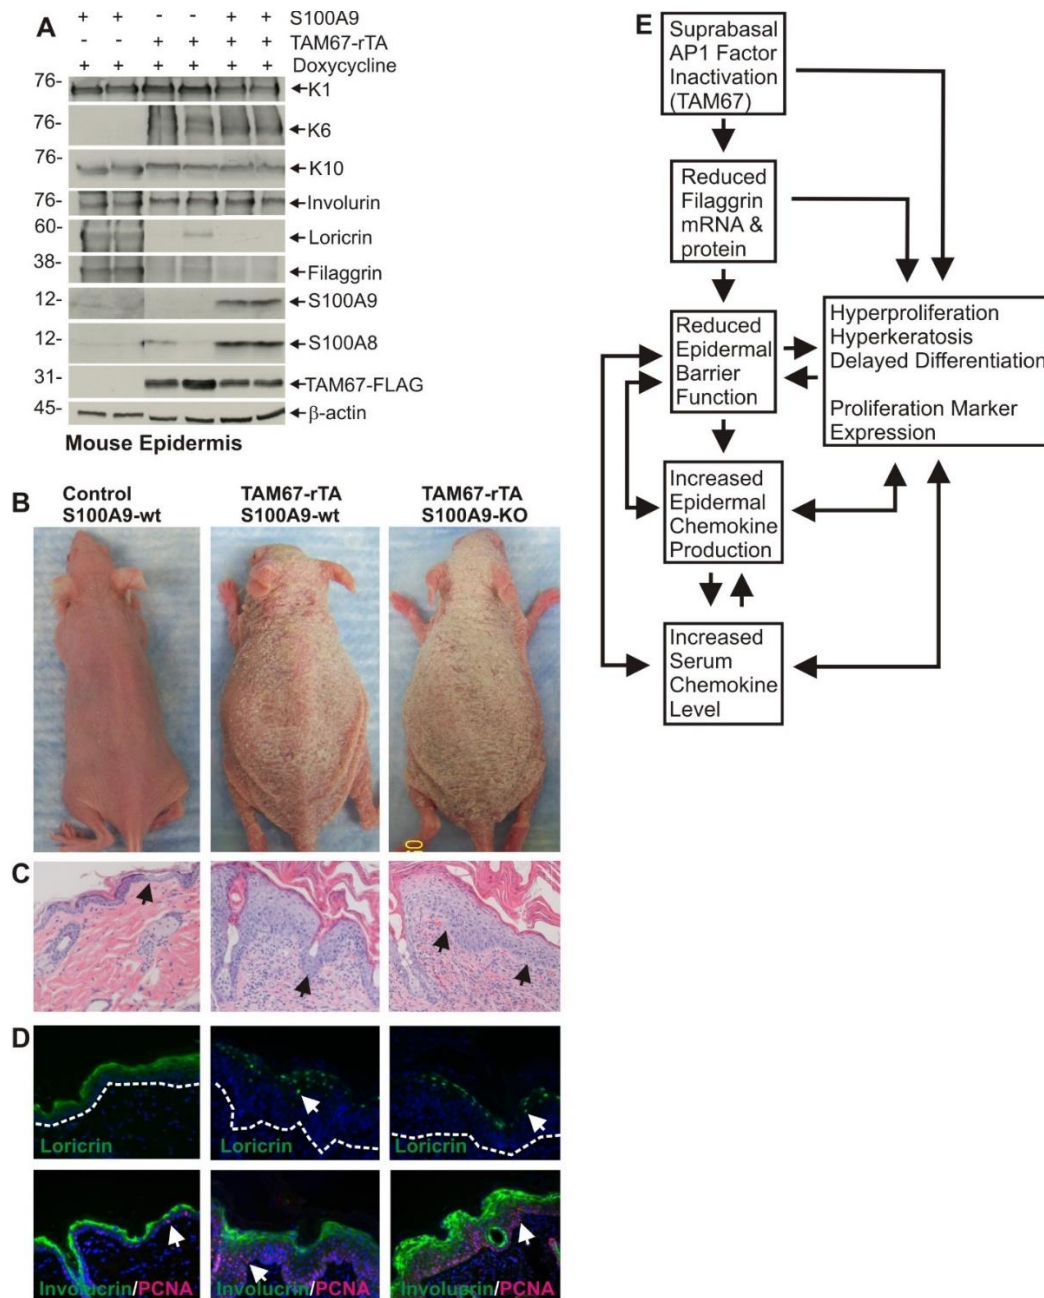 A
+ + - - + + S100A9
- - + + + + TAM67-rTA
+ + + + + + Doxycycline
76- K1
76- K6
76- K10
76- Involurin
60- Loricrin
38- Filaggrin
12- S100A9
12- S100A8
31- TAM67-FLAG
45- β-actin
Mouse Epidermis
B
Control
S100A9-wt
TAM67-rTA
S100A9-wt
TAM67-rTA
S100A9-KO
C
D
Loricrin
Loricrin
Loricrin
Involucrin/PCNA
Involucrin/PCNA
Involucrin/PCNA
E
Suprabasal
AP1 Factor
Inactivation
(TAM67)
Reduced
Filaggrin
mRNA &
protein
Reduced
Epidermal
Barrier
Function
Hyperproliferation
Hyperkeratosis
Delayed Differentiation
Proliferation Marker
Expression
Increased
Epidermal
Chemokine
Production
Increased
Serum
Chemokine
Level